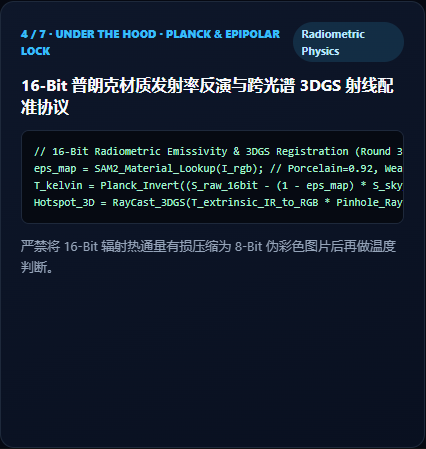 4 / 7 · UNDER THE HOOD · PLANCK & EPIPOLAR
LOCK
Radiometric
Physics
16-Bit 普朗克材质发射率反演与跨光谱 3DGS 射线配
准协议
// 16-Bit Radiometric Emissivity & 3DGS Registration (Round 3
eps_map = SAM2_Material_Lookup(I_rgb); // Porcelain=0.92, Wea
T_kelvin = Planck_Invert((S_raw_16bit - (1 - eps_map) * S_sky
Hotspot_3D = RayCast_3DGS(T_extrinsic_IR_to_RGB * Pinhole_Ray
严禁将 16-Bit 辐射热通量有损压缩为 8-Bit 伪彩色图片后再做温度
判断。